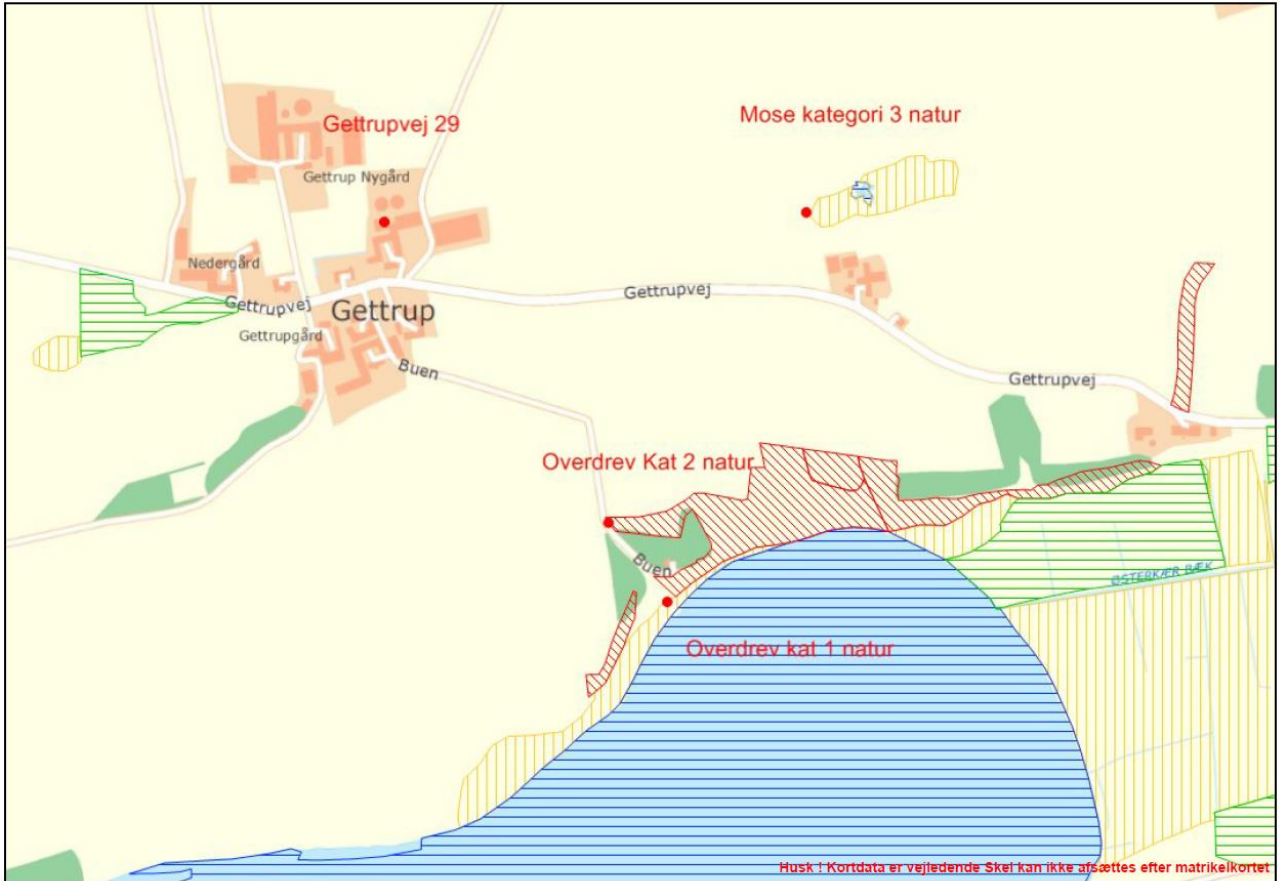 Mose kategori 3 natur
Gettrupvej 29
Gettrup Nygård
Nedergård
Gettrupvej
Gettrupvej
Gettrup
Gettrupgård
Buen
Gettrupvej
Overdrev Kat 2 natur
Buen
ØSTERKÆR BÆK
Overdrev kat 1 natur
Husk ! Kortdata er vejledende Skel kan ikke afsættes efter matrikelkortet